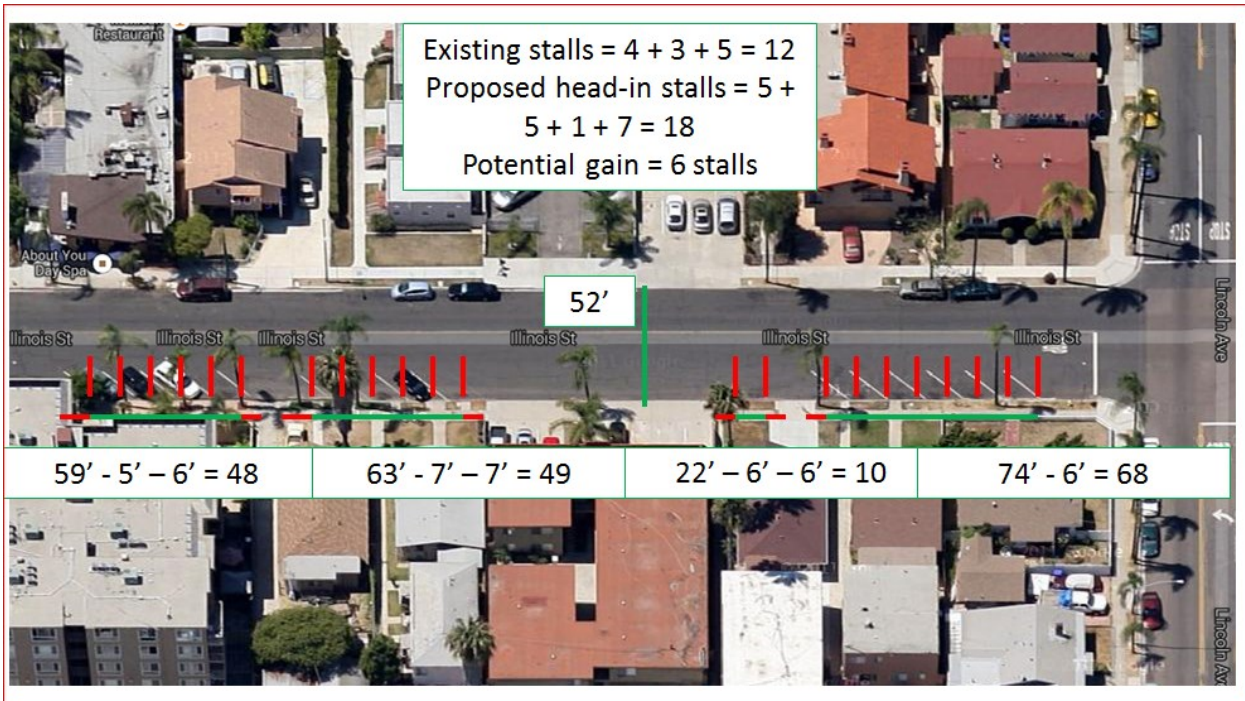 Restaurant
Existing stalls = 4 + 3 + 5 = 12
Proposed head-in stalls = 5 +
5 + 1 + 7 = 18
Potential gain = 6 stalls
About You
Day Spa
52’
STOP
STOP
Illinois St
Illinois St
Illinois St
Illinois St
Illinois St
Illinois St
Lincoln Ave
59’ - 5’ – 6’ = 48
63’ - 7’ – 7’ = 49
22’ – 6’ – 6’ = 10
74’ - 6’ = 68
Lincoln Ave